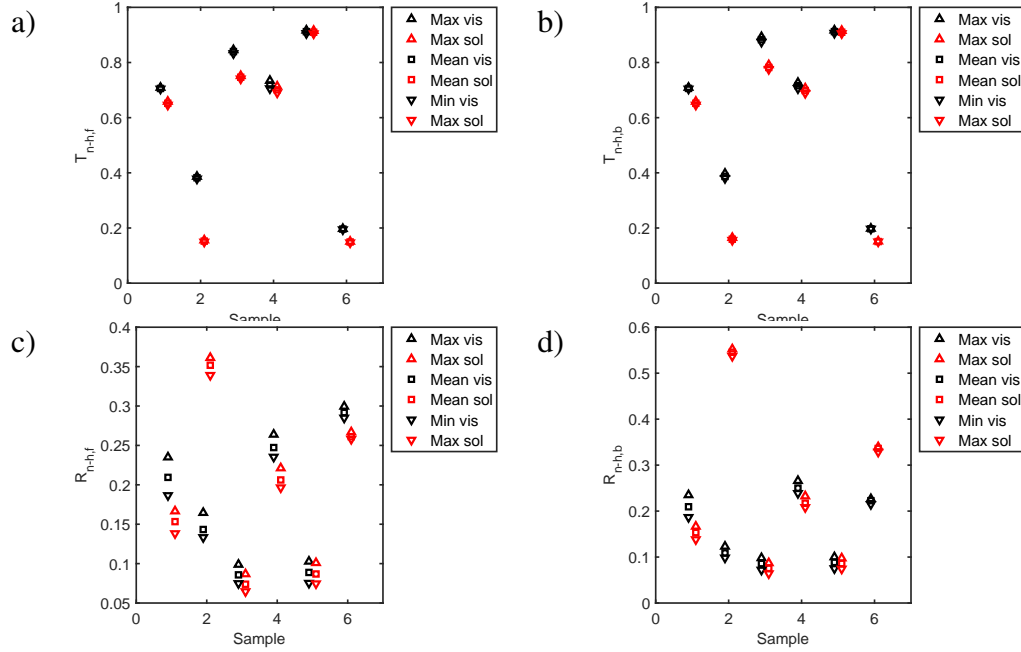 a)
1
0.8
0.6
0.4
0.2
0
0
2
4
6
Sample
T_{n-h,f}
Max vis
Max sol
Mean vis
Mean sol
Min vis
Max sol
b)
1
0.8
0.6
0.4
0.2
0
0
2
4
6
Sample
T_{n-h,b}
Max vis
Max sol
Mean vis
Mean sol
Min vis
Max sol
c)
0.4
0.35
0.3
0.25
0.2
0.15
0.1
0.05
0
2
4
6
Sample
R_{n-h,f}
Max vis
Max sol
Mean vis
Mean sol
Min vis
Max sol
d)
0.6
0.5
0.4
0.3
0.2
0.1
0
0
2
4
6
Sample
R_{n-h,b}
Max vis
Max sol
Mean vis
Mean sol
Min vis
Max sol